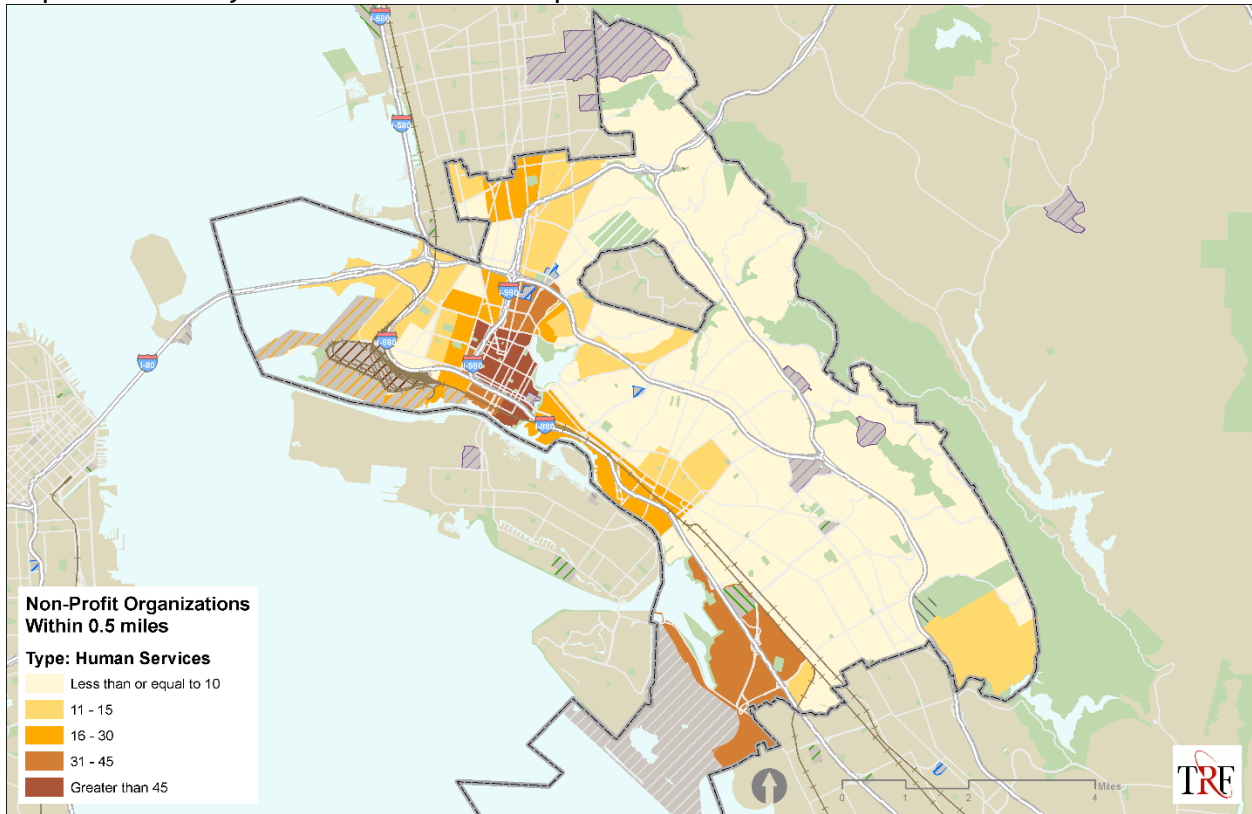 I-580
I-580
I-980
I-880
I-980
I-80
I-880
Non-Profit Organizations
Within 0.5 miles
Type: Human Services
Less than or equal to 10
11 - 15
16 - 30
31 - 45
Greater than 45
Miles
0 1 2 4
TRF